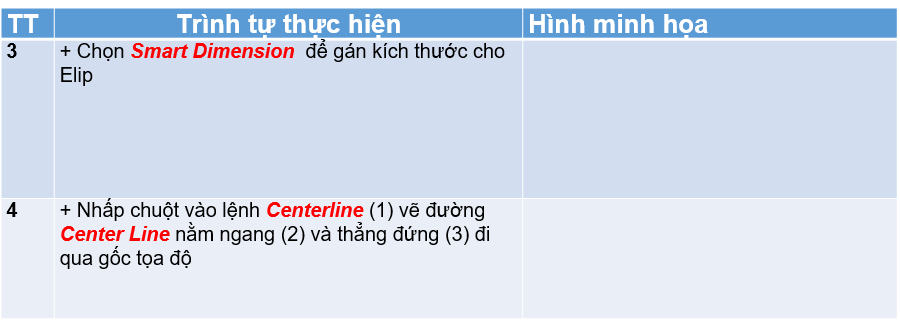 TT Trình tự thực hiện Hình minh họa
3 + Chọn Smart Dimension để gán kích thước cho
Elip
4 + Nhấp chuột vào lệnh Centerline (1) vẽ đường
Center Line nằm ngang (2) và thẳng đứng (3) đi
qua gốc tọa độ